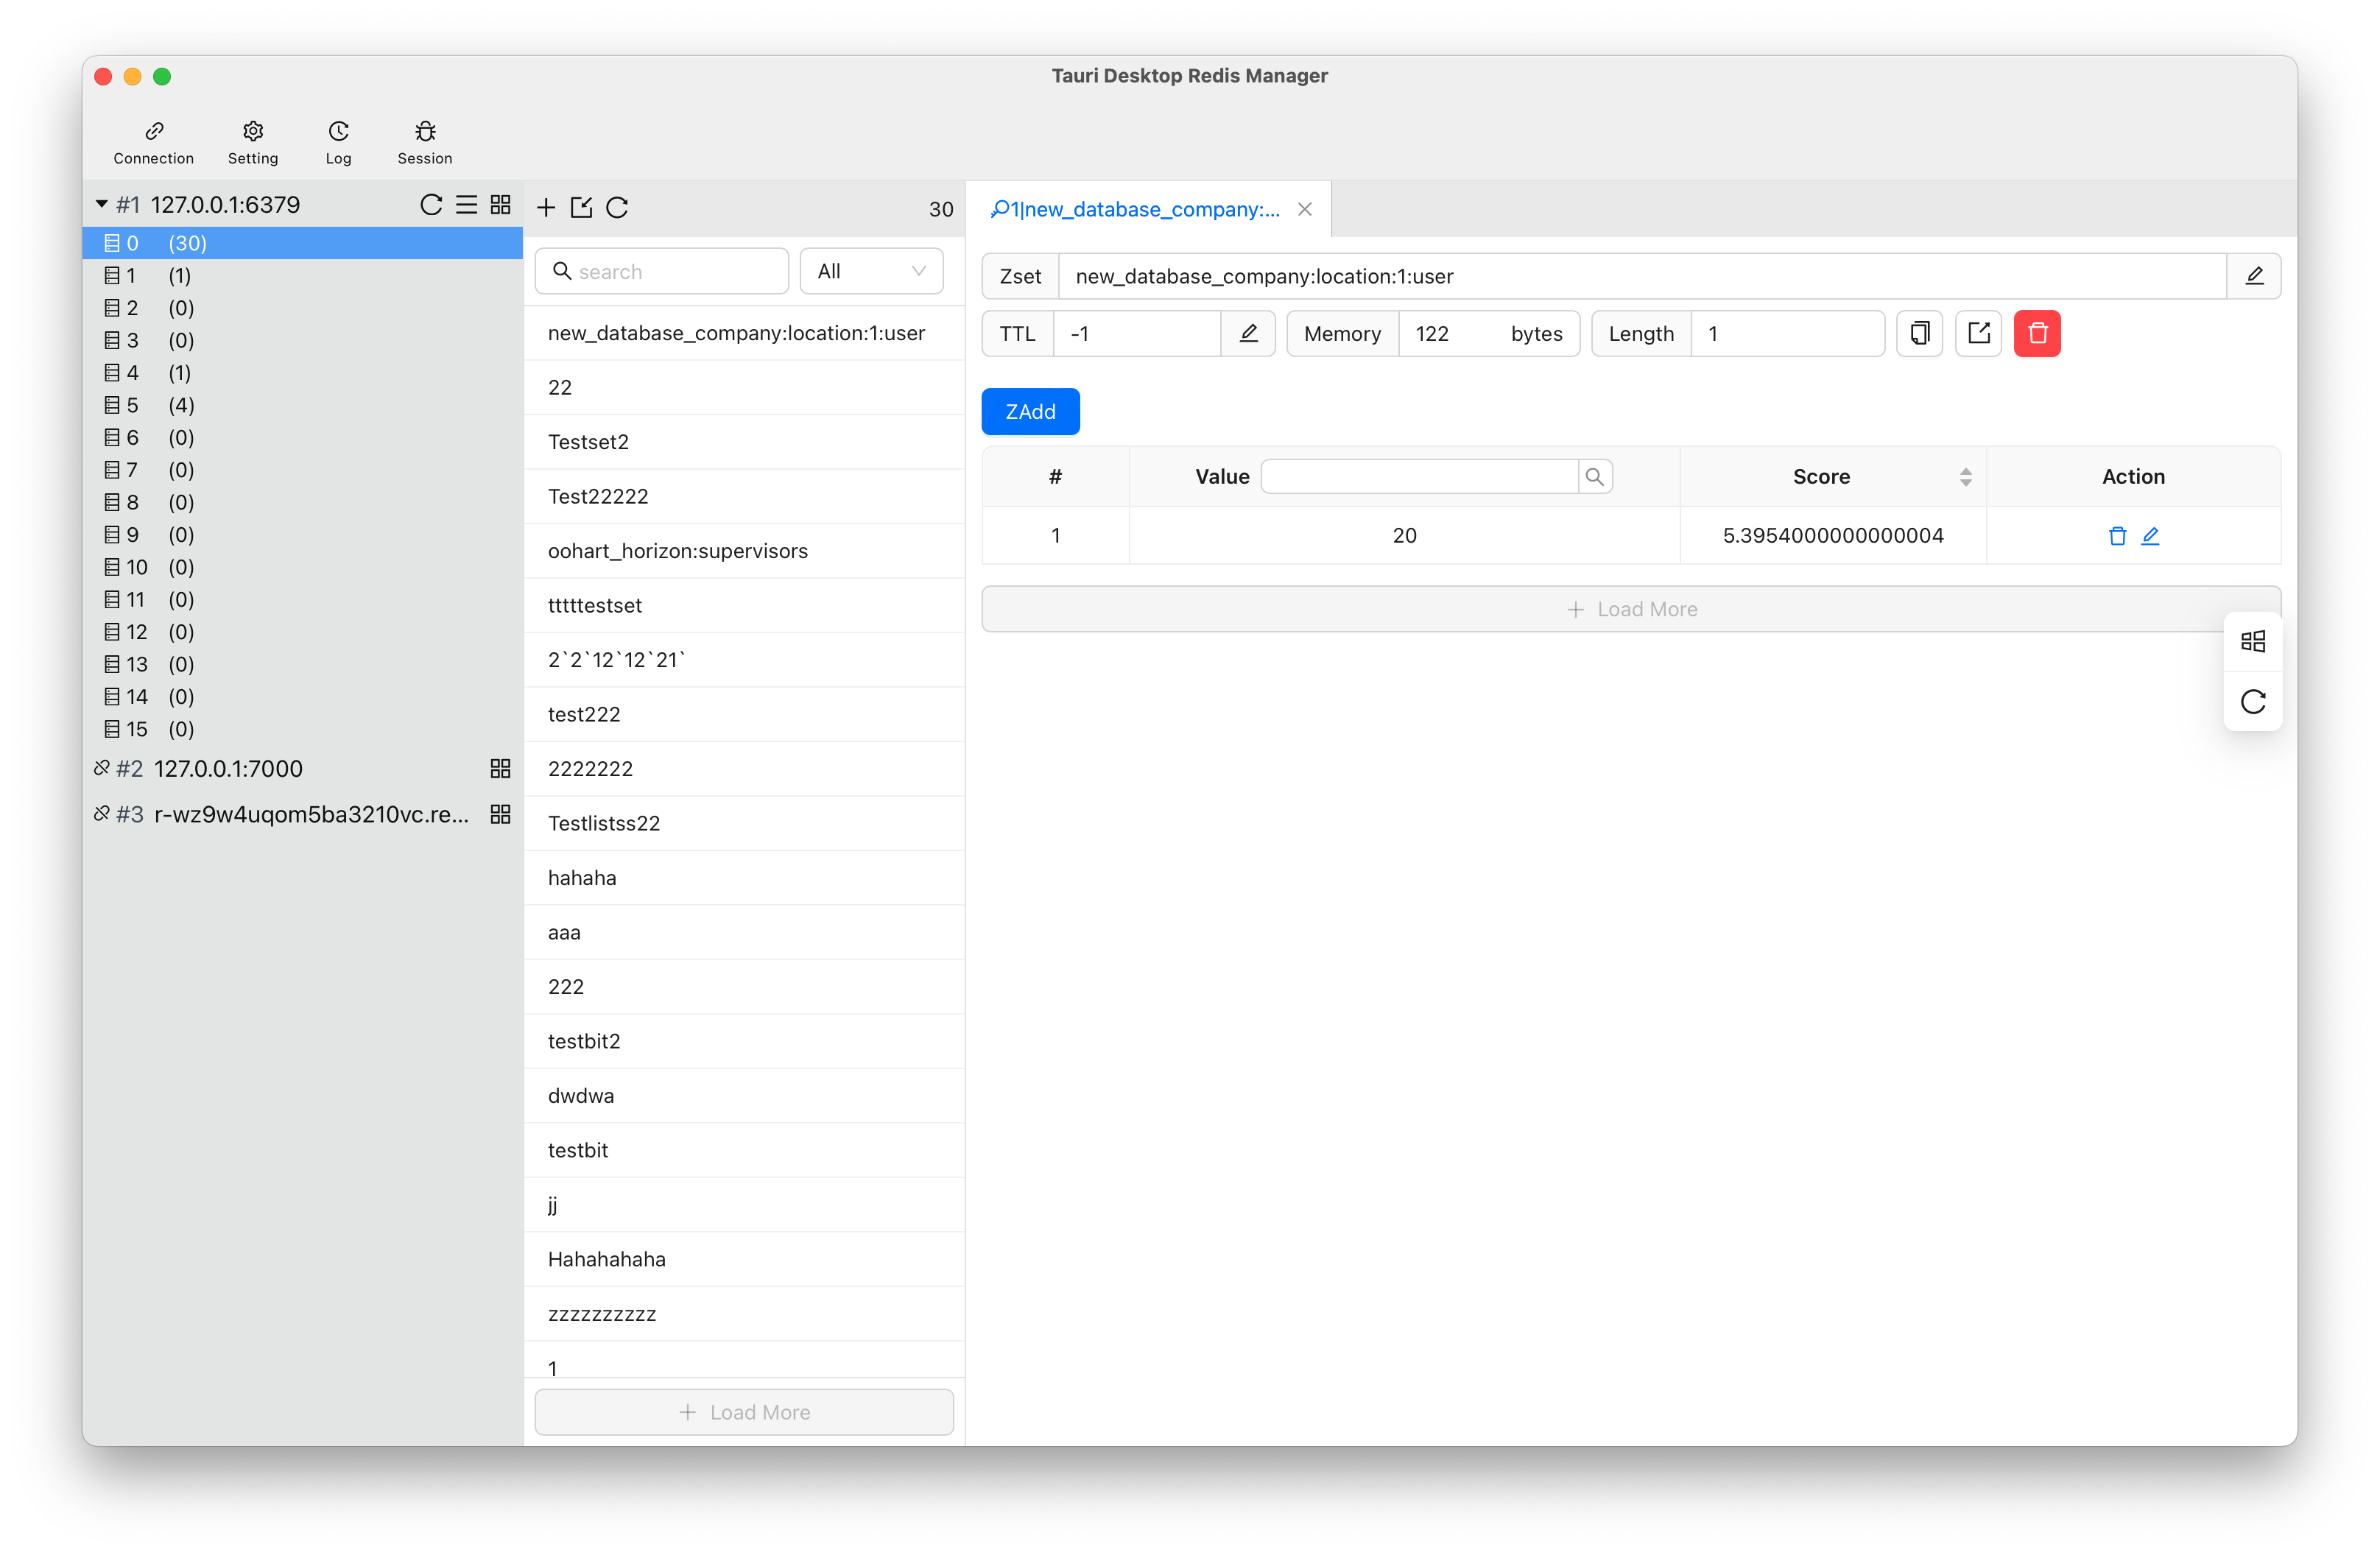 Tauri Desktop Redis Manager
Connection
Setting
Log
Session
#1 127.0.0.1:6379
0 (30)
1 (1)
2 (0)
3 (0)
4 (1)
5 (4)
6 (0)
7 (0)
8 (0)
9 (0)
10 (0)
11 (0)
12 (0)
13 (0)
14 (0)
15 (0)
#2 127.0.0.1:7000
#3 r-wz9w4uqom5ba3210vc.re...
30
search
All
new_database_company:location:1:user
22
Testset2
Test22222
oohart_horizon:supervisors
tttttestset
2`2`12`12`21`
test222
2222222
Testlistss22
hahaha
aaa
222
testbit2
dwdwa
testbit
jj
Hahahahaha
zzzzzzzzzz
1
Load More
1|new_database_company:...
Zset new_database_company:location:1:user
TTL -1 Memory 122 bytes Length 1
ZAdd
# Value Score Action
1 20 5.3954000000000004
Load More